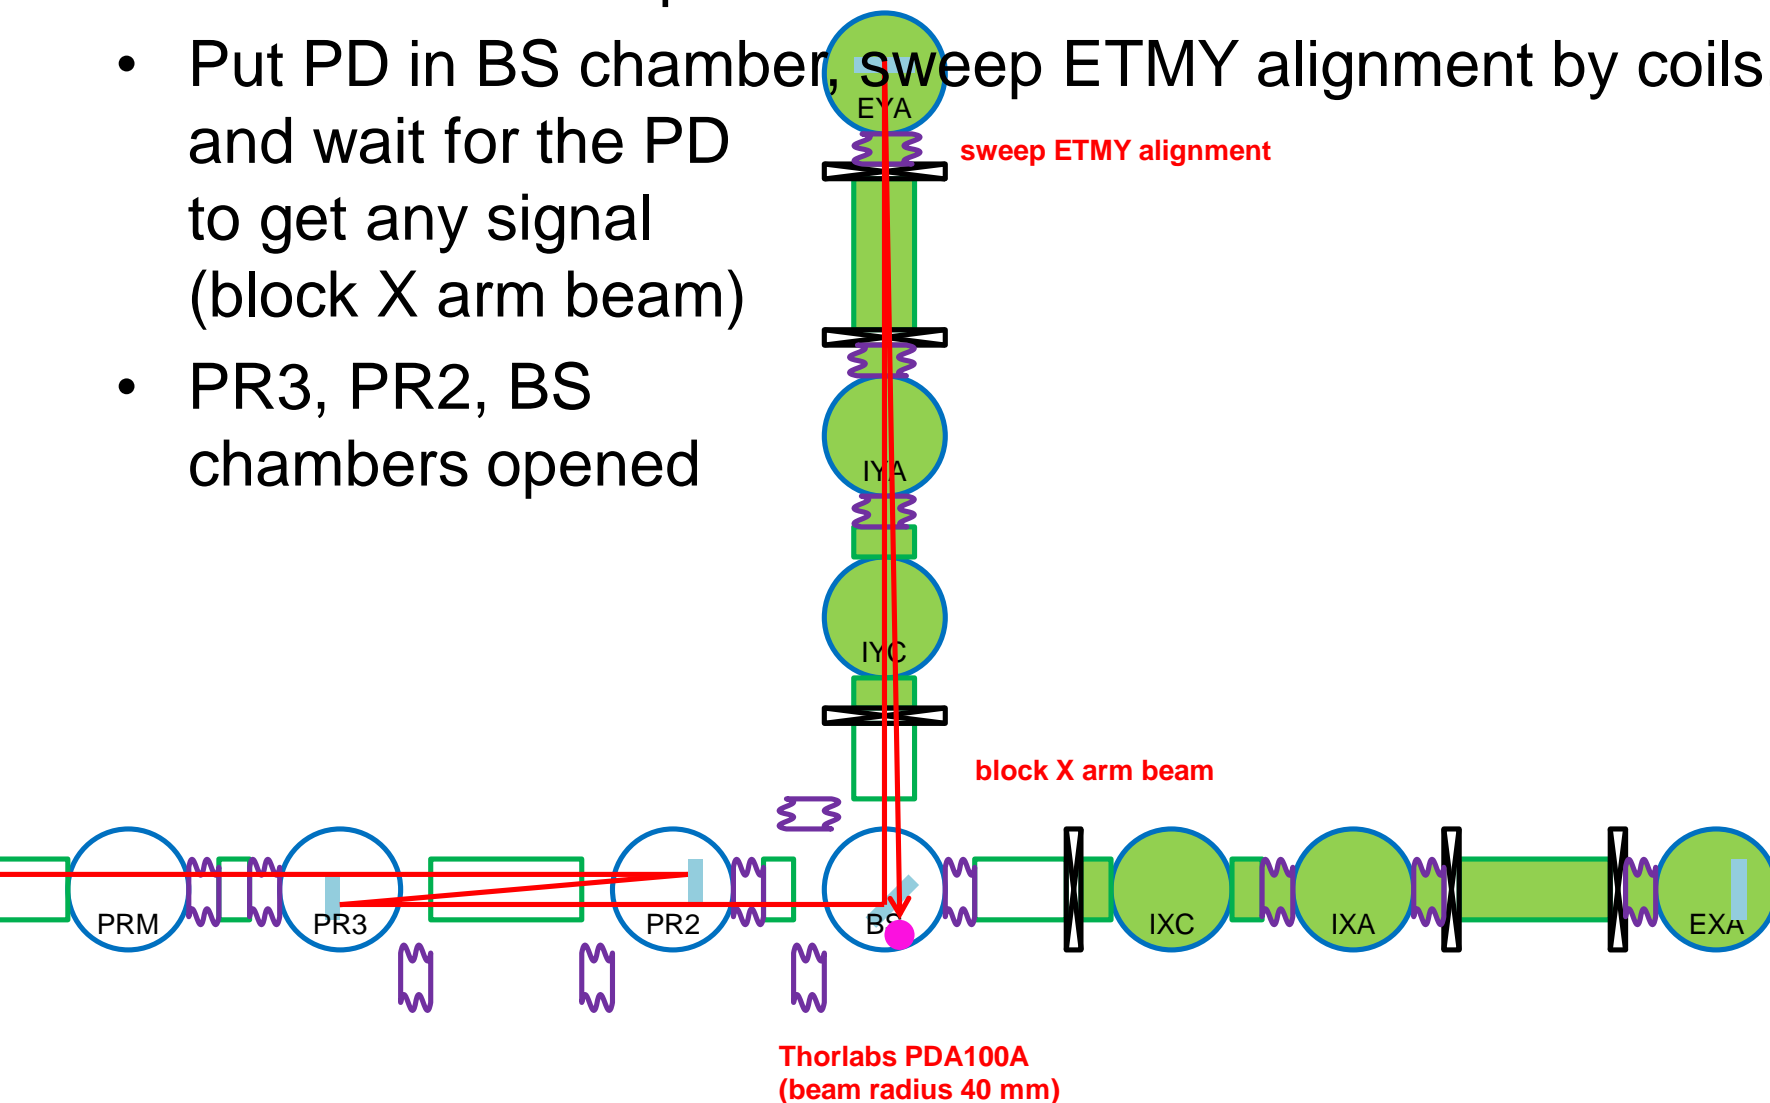 • Put PD in BS chamber, sweep ETMY alignment by coils
and wait for the PD
to get any signal
(block X arm beam)
• PR3, PR2, BS
chambers opened
EYA
sweep ETMY alignment
IYA
IYC
block X arm beam
PRM
PR3
PR2
BS
IXC
IXA
EXA
Thorlabs PDA100A
(beam radius 40 mm)